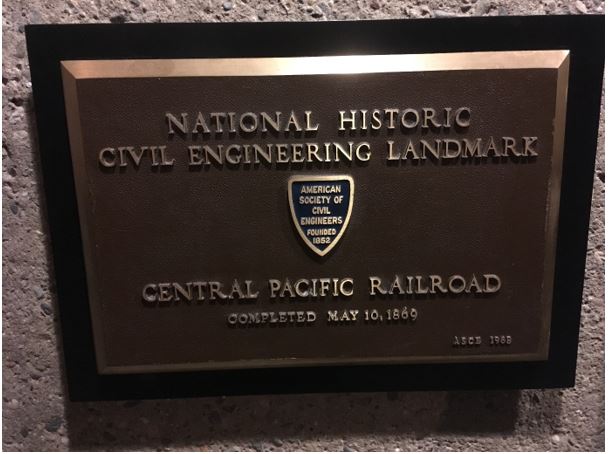 NATIONAL HISTORIC
CIVIL ENGINEERING LANDMARK
AMERICAN
SOCIETY OF
CIVIL
ENGINEERS
FOUNDED
1852
CENTRAL PACIFIC RAILROAD
COMPLETED MAY 10, 1869
ASCE